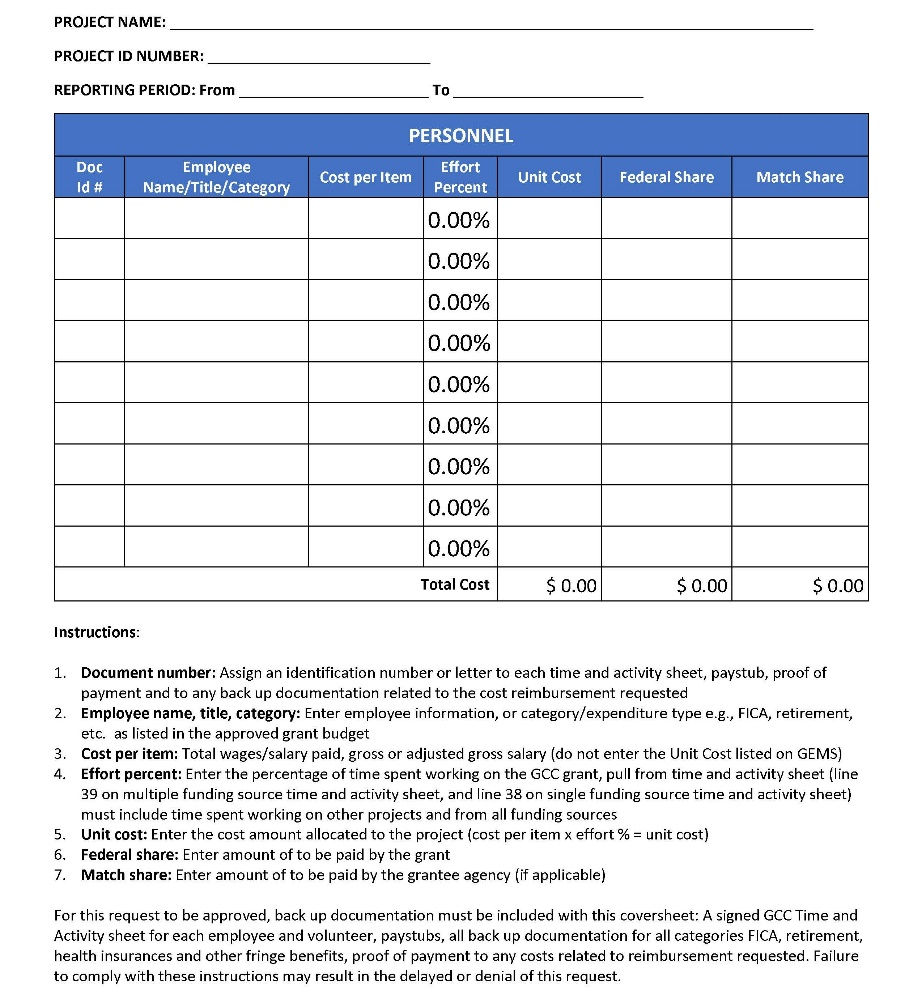 PROJECT NAME:
PROJECT ID NUMBER:
REPORTING PERIOD: From To
PERSONNEL
Doc Id # Employee Name/Title/Category Cost per Item Effort Percent Unit Cost Federal Share Match Share
0.00%
0.00%
0.00%
0.00%
0.00%
0.00%
0.00%
0.00%
0.00%
Total Cost $ 0.00 $ 0.00 $ 0.00
Instructions:
1. Document number: Assign an identification number or letter to each time and activity sheet, paystub, proof of
payment and to any back up documentation related to the cost reimbursement requested
2. Employee name, title, category: Enter employee information, or category/expenditure type e.g., FICA, retirement,
etc. as listed in the approved grant budget
3. Cost per item: Total wages/salary paid, gross or adjusted gross salary (do not enter the Unit Cost listed on GEMS)
4. Effort percent: Enter the percentage of time spent working on the GCC grant, pull from time and activity sheet (line
39 on multiple funding source time and activity sheet, and line 38 on single funding source time and activity sheet)
must include time spent working on other projects and from all funding sources
5. Unit cost: Enter the cost amount allocated to the project (cost per item x effort % = unit cost)
6. Federal share: Enter amount of to be paid by the grant
7. Match share: Enter amount of to be paid by the grantee agency (if applicable)
For this request to be approved, back up documentation must be included with this coversheet: A signed GCC Time and
Activity sheet for each employee and volunteer, paystubs, all back up documentation for all categories FICA, retirement,
health insurances and other fringe benefits, proof of payment to any costs related to reimbursement requested. Failure
to comply with these instructions may result in the delayed or denial of this request.